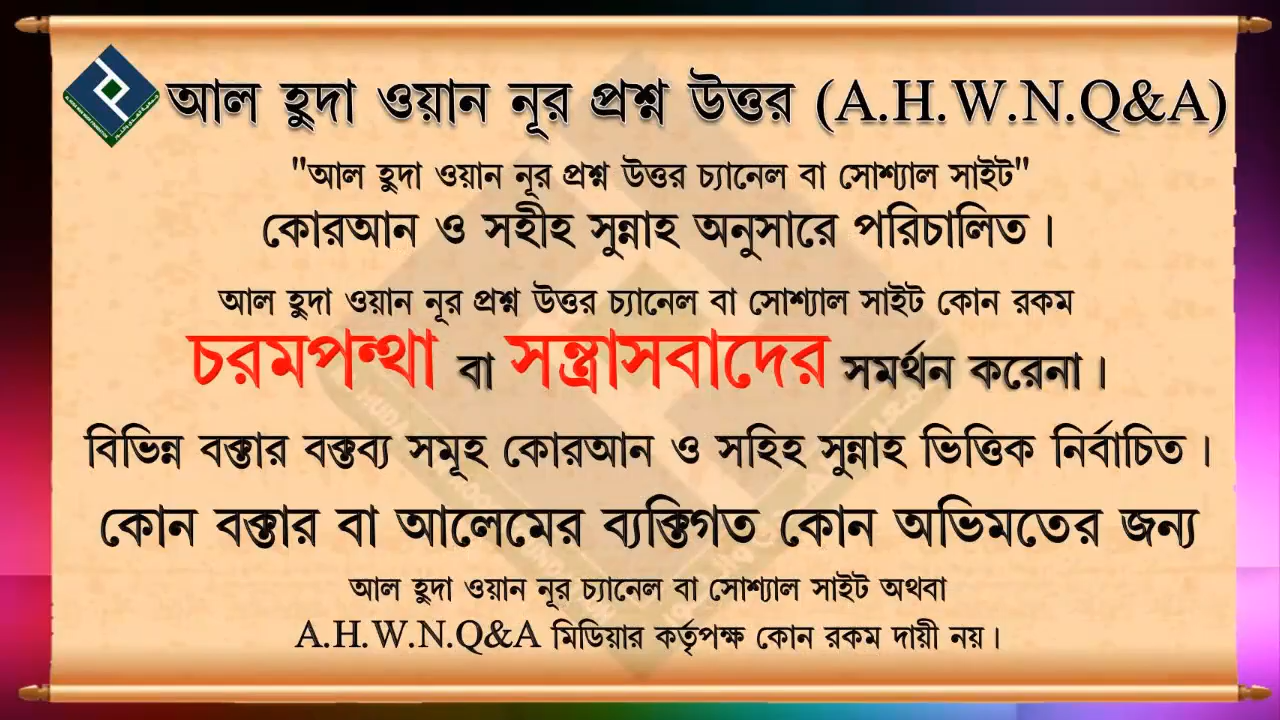 আল হুদা ওয়ান নূর প্রশ্ন উত্তর (A.H.W.N.Q&A)
"আল হুদা ওয়ান নূর প্রশ্ন উত্তর চ্যানেল বা সোশ্যাল সাইট"
কোরআন ও সহীহ সুন্নাহ অনুসারে পরিচালিত।
আল হুদা ওয়ান নূর প্রশ্ন উত্তর চ্যানেল বা সোশ্যাল সাইট কোন রকম
চরমপন্থা বা সন্ত্রাসবাদের সমর্থন করেনা।
বিভিন্ন বক্তার বক্তব্য সমূহ কোরআন ও সহিহ সুন্নাহ ভিত্তিক নির্বাচিত।
কোন বক্তার বা আলেমের ব্যক্তিগত কোন অভিমতের জন্য
আল হুদা ওয়ান নূর চ্যানেল বা সোশ্যাল সাইট অথবা
A.H.W.N.Q&A মিডিয়ার কর্তৃপক্ষ কোন রকম দায়ী নয়।